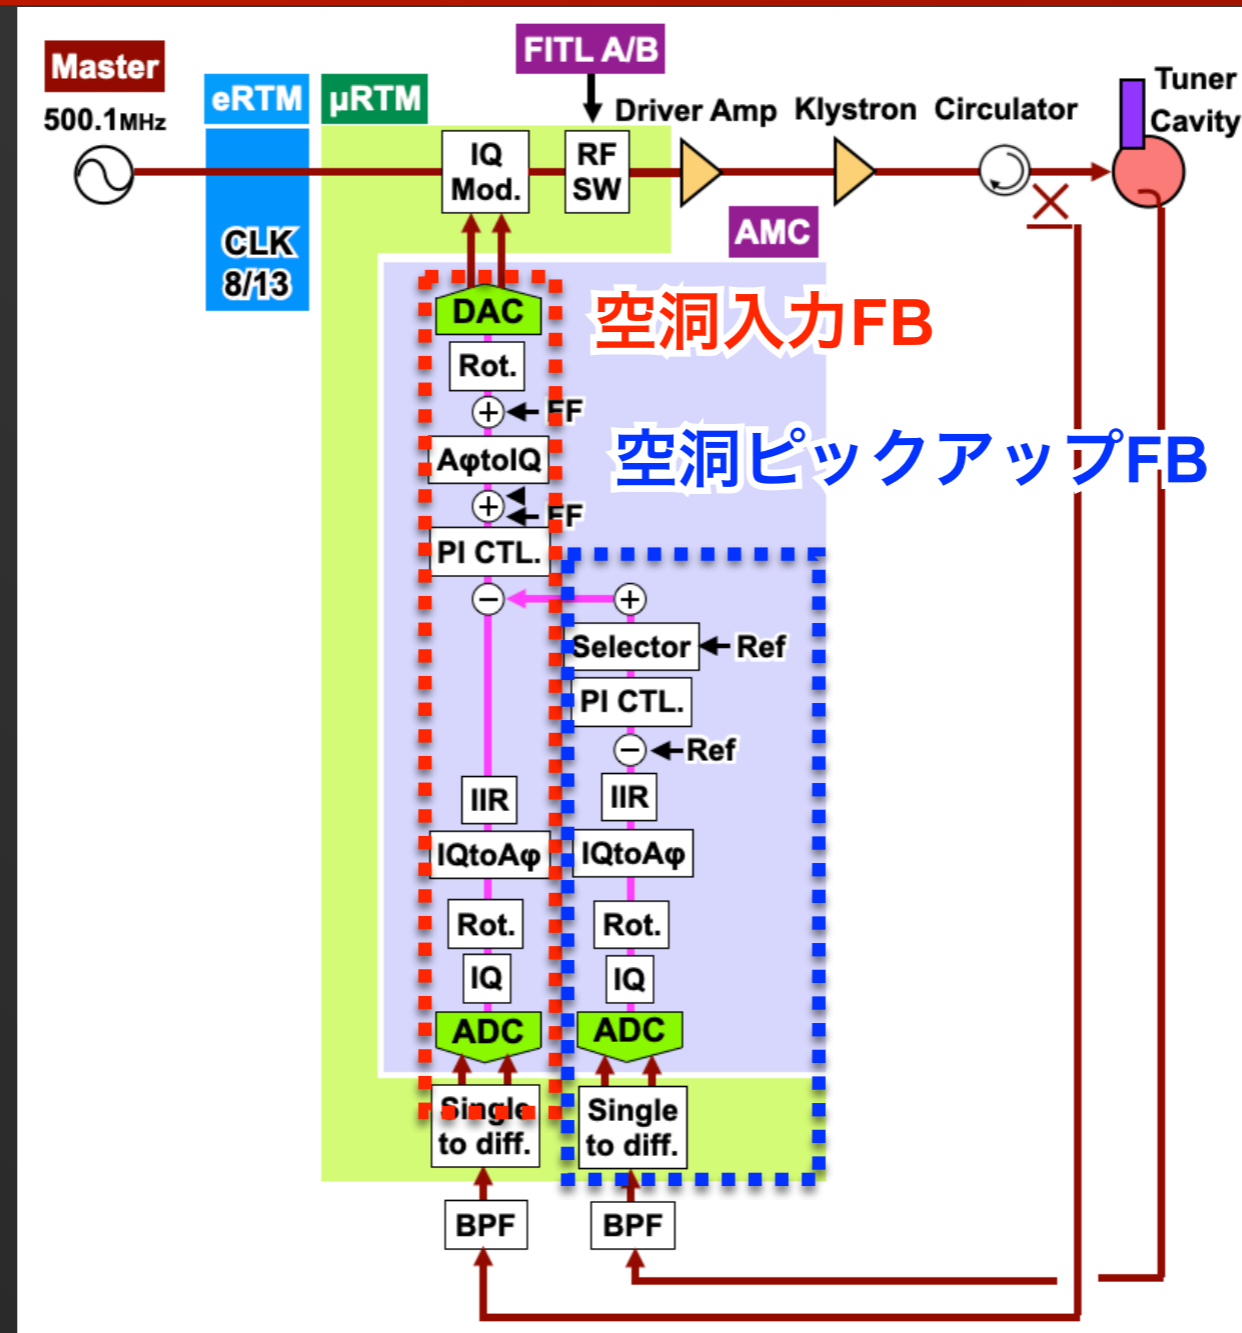 Master
500.1MHz
eRTM
CLK
8/13
μRTM
FITL A/B
IQ
Mod.
RF
SW
Driver Amp
Klystron
Circulator
Tuner
Cavity
AMC
DAC
空洞入力FB
Rot.
+
FF
AφtoIQ
空洞ピックアップFB
+
FF
PI CTL.
−
+
Selector
Ref
PI CTL.
−
Ref
IIR
IIR
IQtoAφ
IQtoAφ
Rot.
Rot.
IQ
IQ
ADC
ADC
Single
to diff.
Single
to diff.
BPF
BPF